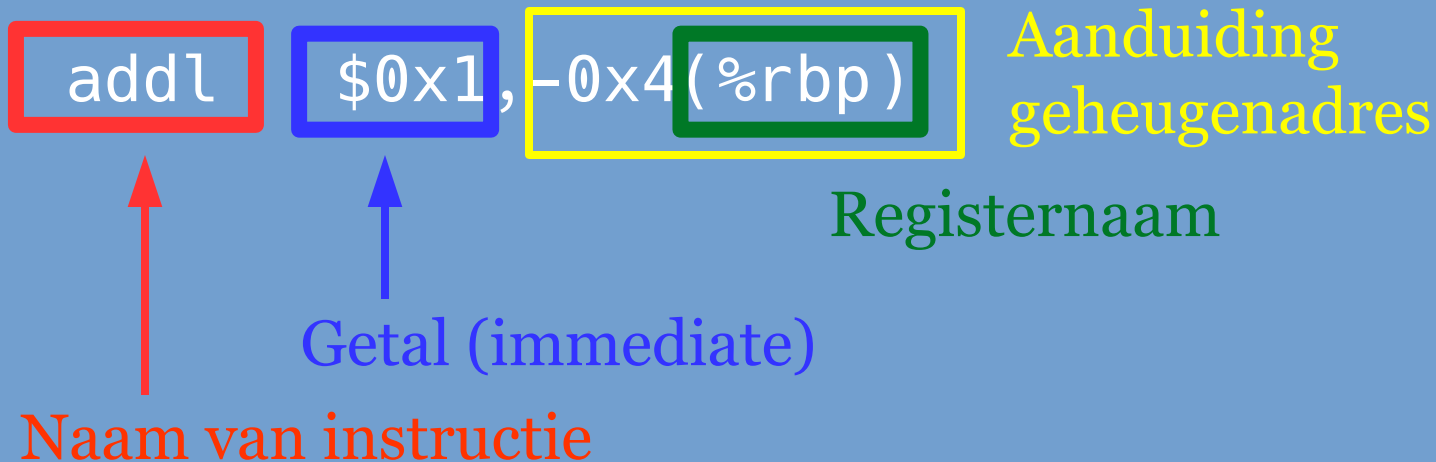 addl $0x1,-0x4(%rbp)
Aanduiding
geheugenadres
Registernaam
Getal (immediate)
Naam van instructie